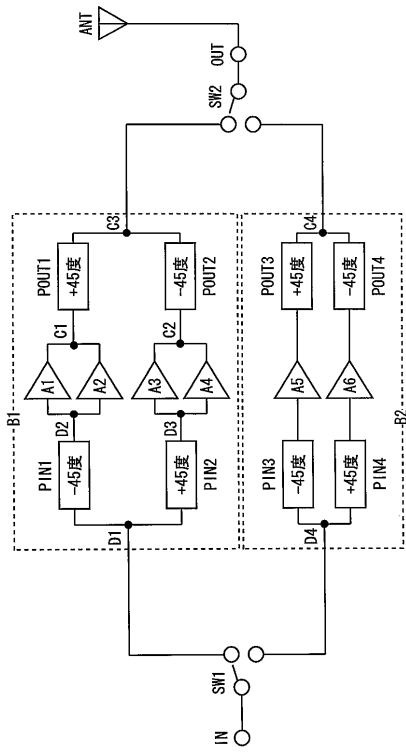 ANT
OUT
SW2
C3
C4
POUT1
+45度
-45度
POUT2
POUT3
+45度
-45度
POUT4
C1
C2
A1
A2
A3
A4
A5
A6
B1
B2
D2
D3
PIN1
-45度
+45度
PIN2
PIN3
-45度
+45度
PIN4
D1
D4
SW1
IN